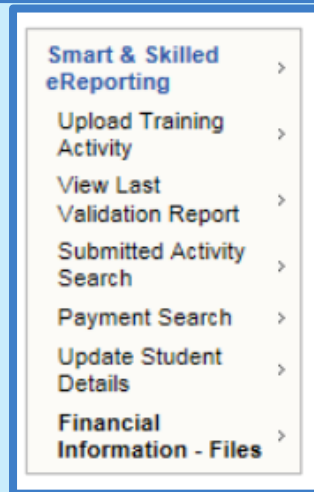 Smart & Skilled
eReporting
Upload Training
Activity
View Last
Validation Report
Submitted Activity
Search
Payment Search
Update Student
Details
Financial
Information - Files